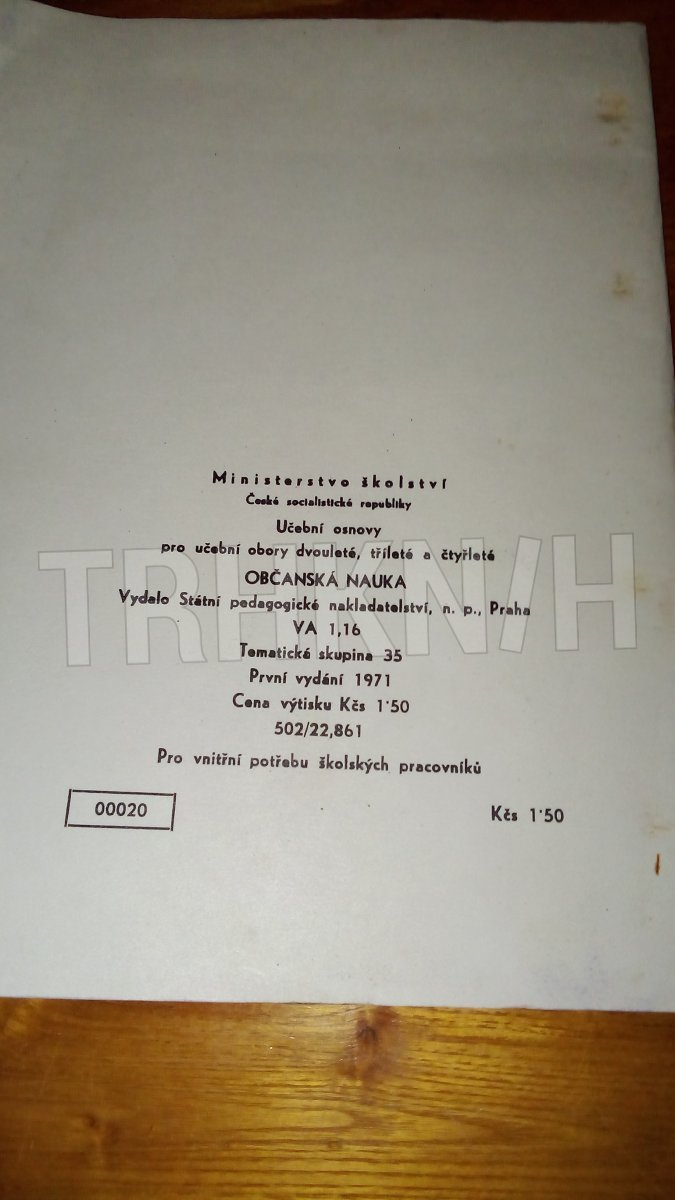 Ministerstvo školství
České socialistické republiky
Učební osnovy
pro učební obory dvouleté, tříleté a čtyřleté
OBČANSKÁ NAUKA
Vydalo Státní pedagogické nakladatelství, n. p., Praha
VA 1,16
Tematická skupina 35
První vydání 1971
Cena výtisku Kčs 1·50
502/22,861
Pro vnitřní potřebu školských pracovníků
00020
Kčs 1·50
TRHKN/H